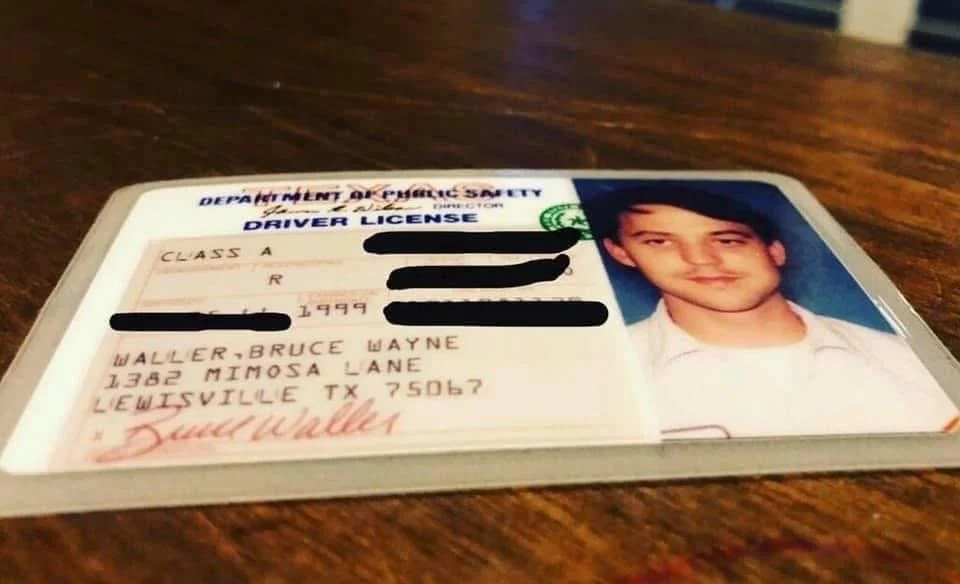 TEXAS
DEPARTMENT OF PUBLIC SAFETY
DIRECTOR
DRIVER LICENSE
CLASS A
R
1999
WALLER,BRUCE WAYNE
1382 MIMOSA LANE
LEWISVILLE TX 75067
x Bruce Waller